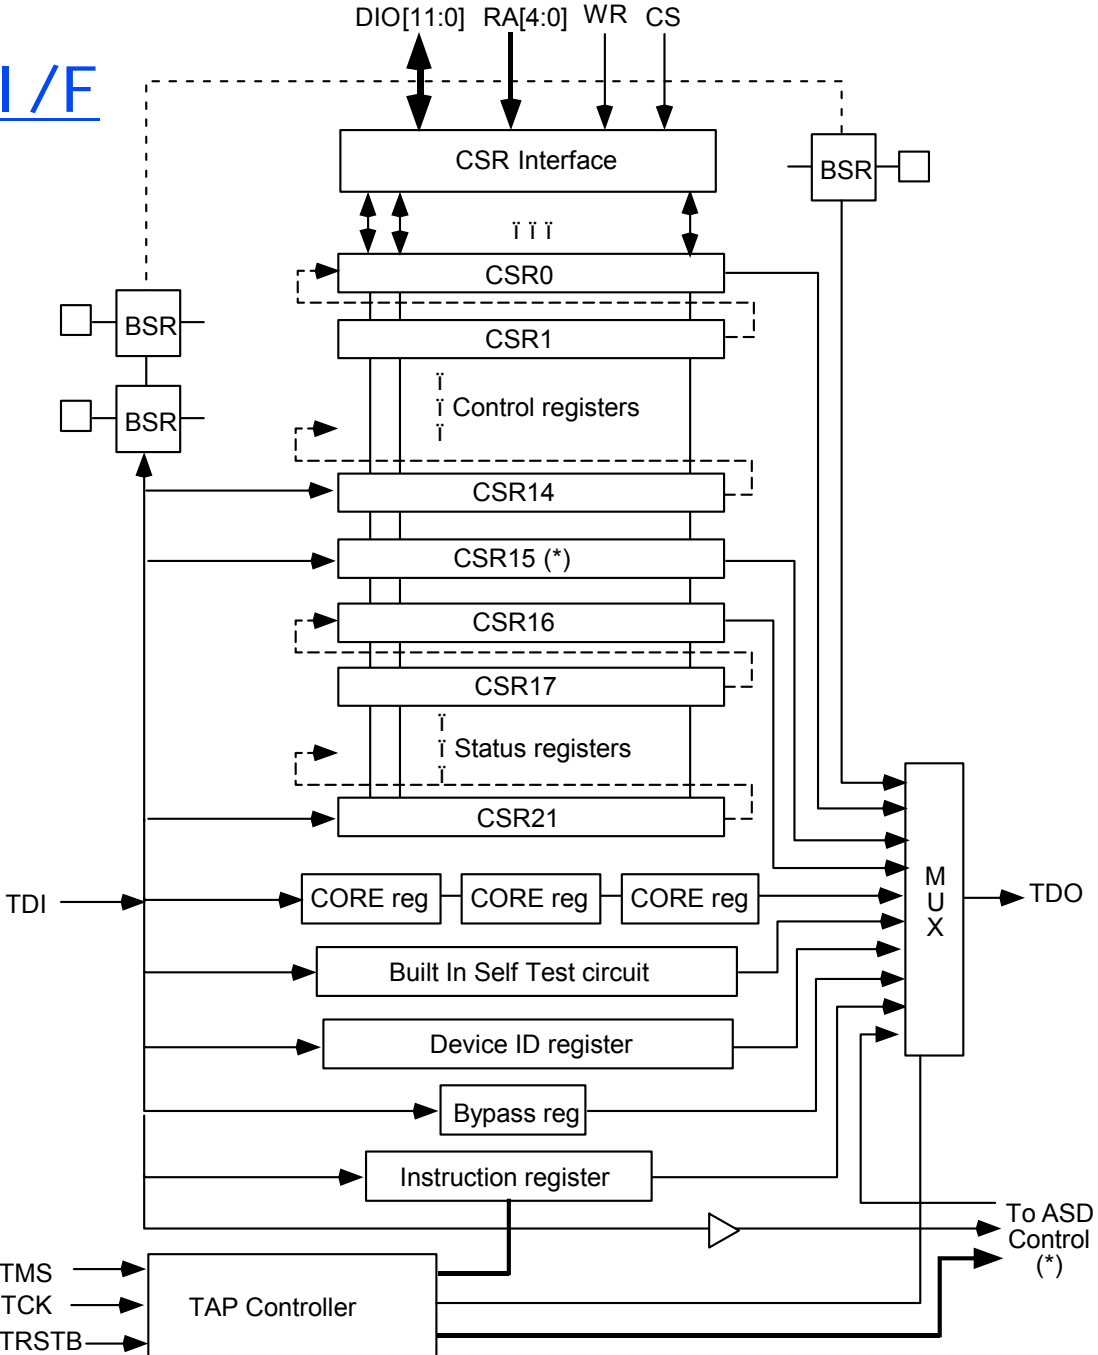 DIO[11:0] RA[4:0] WR CS
I/F
CSR Interface
BSR
ï ï ï
CSR0
BSR
CSR1
ï
ï Control registers
ï
BSR
CSR14
CSR15 (*)
CSR16
CSR17
ï
ï Status registers
ï
CSR21
TDI
CORE reg CORE reg CORE reg
MUX
TDO
Built In Self Test circuit
Device ID register
Bypass reg
Instruction register
To ASD
Control
(*)
TMS
TCK
TRSTB
TAP Controller